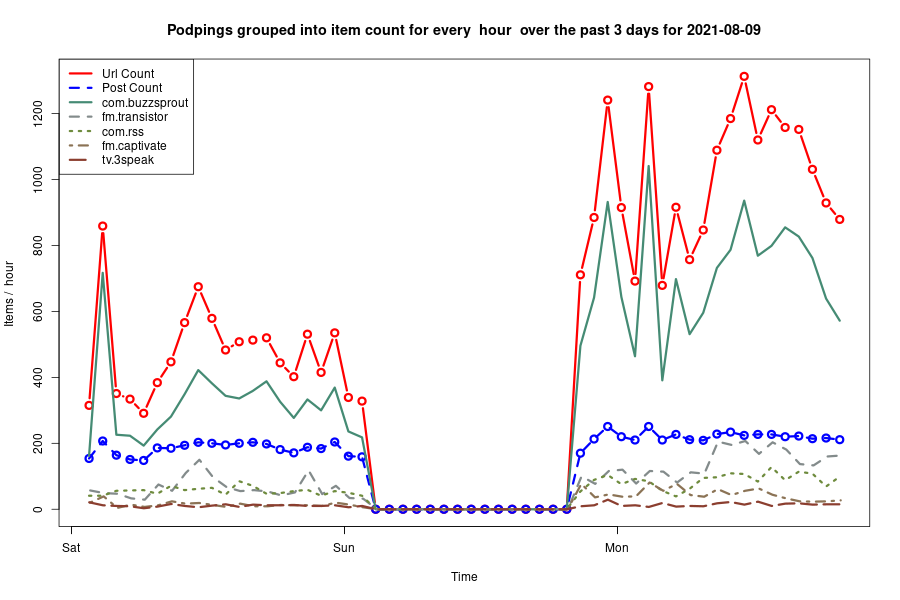 Podpings grouped into item count for every  hour  over the past 3 days for 2021-08-09
Url Count
Post Count
com.buzzsprout
fm.transistor
com.rss
fm.captivate
tv.3speak
Items /  hour
1200
1000
800
600
400
200
0
Sat
Sun
Mon
Time